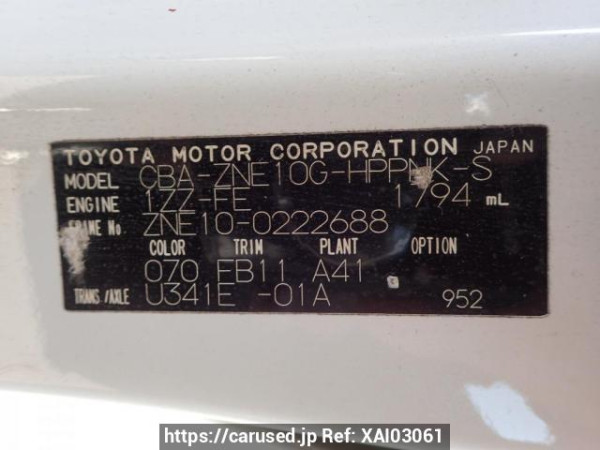 TOYOTA MOTOR CORPORATION JAPAN
MODEL CBA-ZNE10G-HPPNK-S
ENGINE 1ZZ-FE 1794 mL
FRAME No ZNE10-0222688
COLOR TRIM PLANT OPTION
070 FB11 A41
TRANS/AXLE U341E -01A 952
https://carused.jp Ref: XAI03061